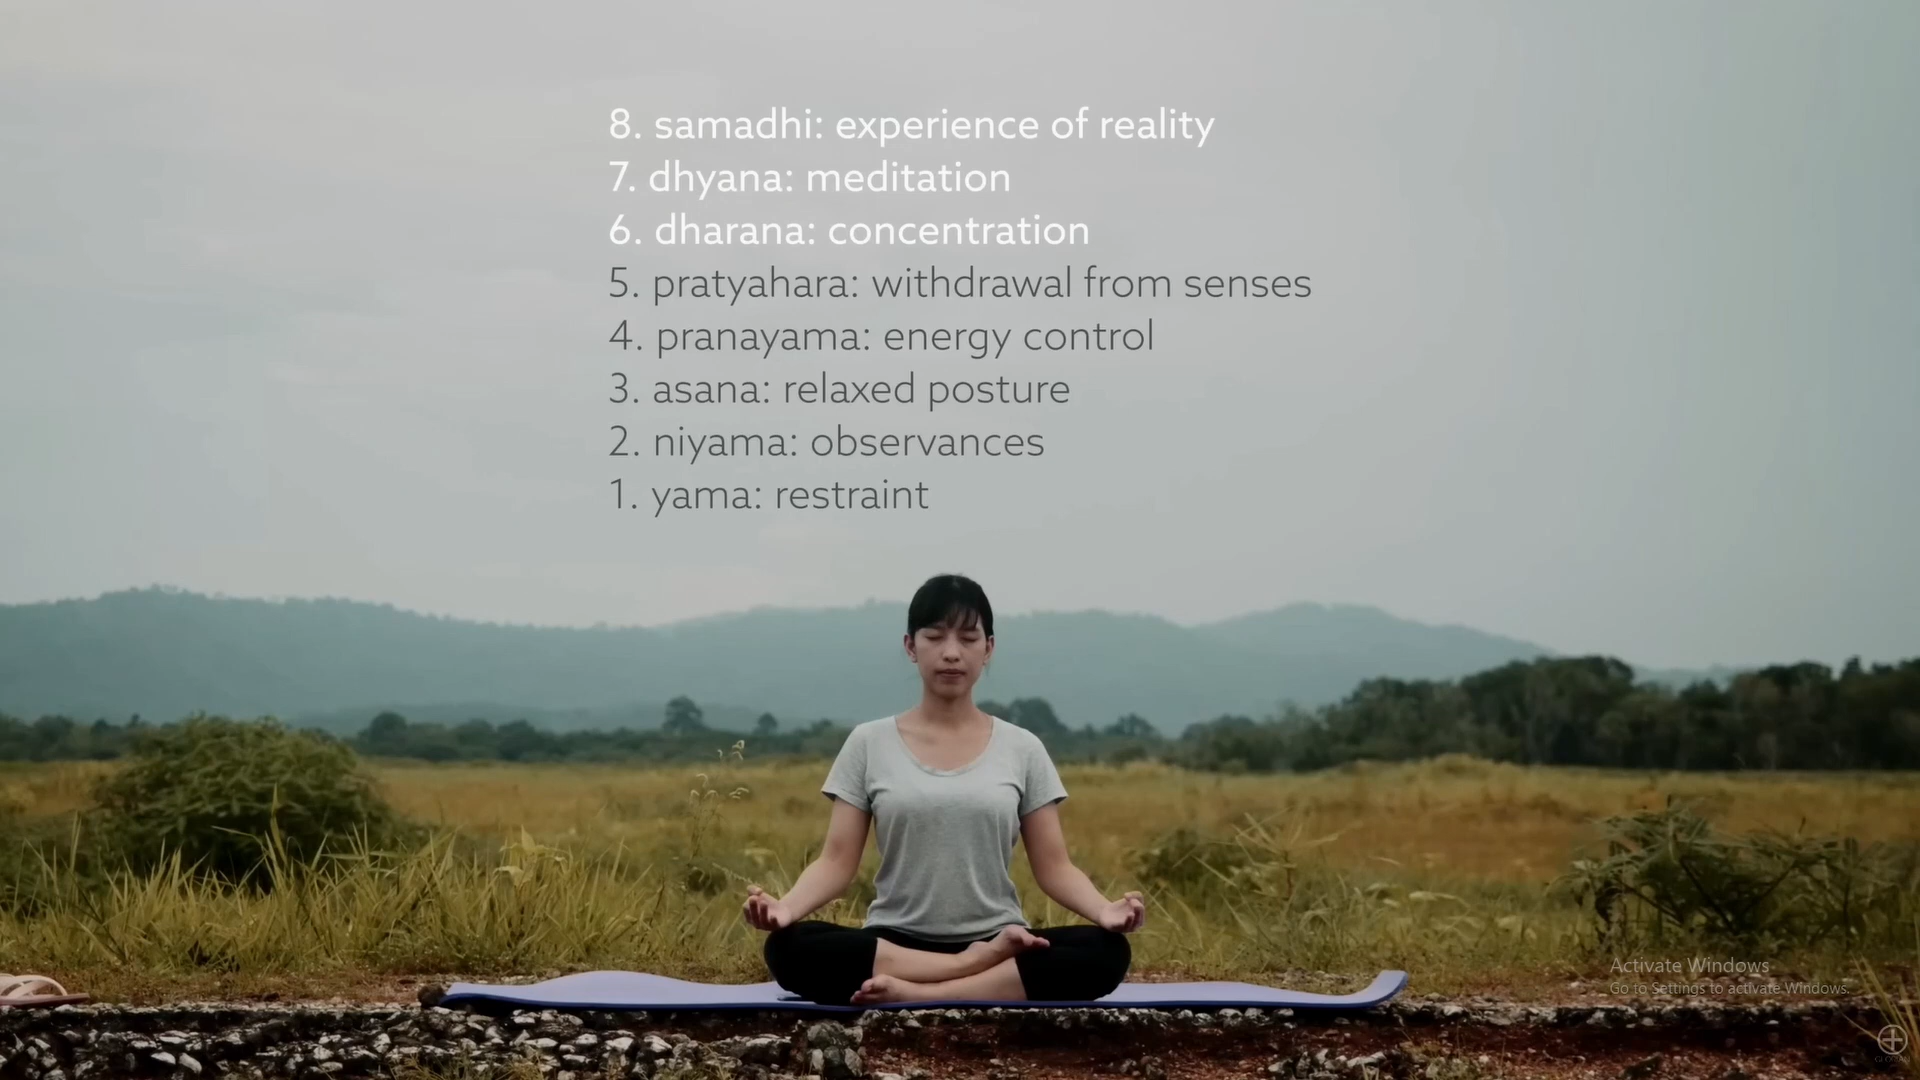 8. samadhi: experience of reality
7. dhyana: meditation
6. dharana: concentration
5. pratyahara: withdrawal from senses
4. pranayama: energy control
3. asana: relaxed posture
2. niyama: observances
1. yama: restraint
Activate Windows
Go to Settings to activate Windows.